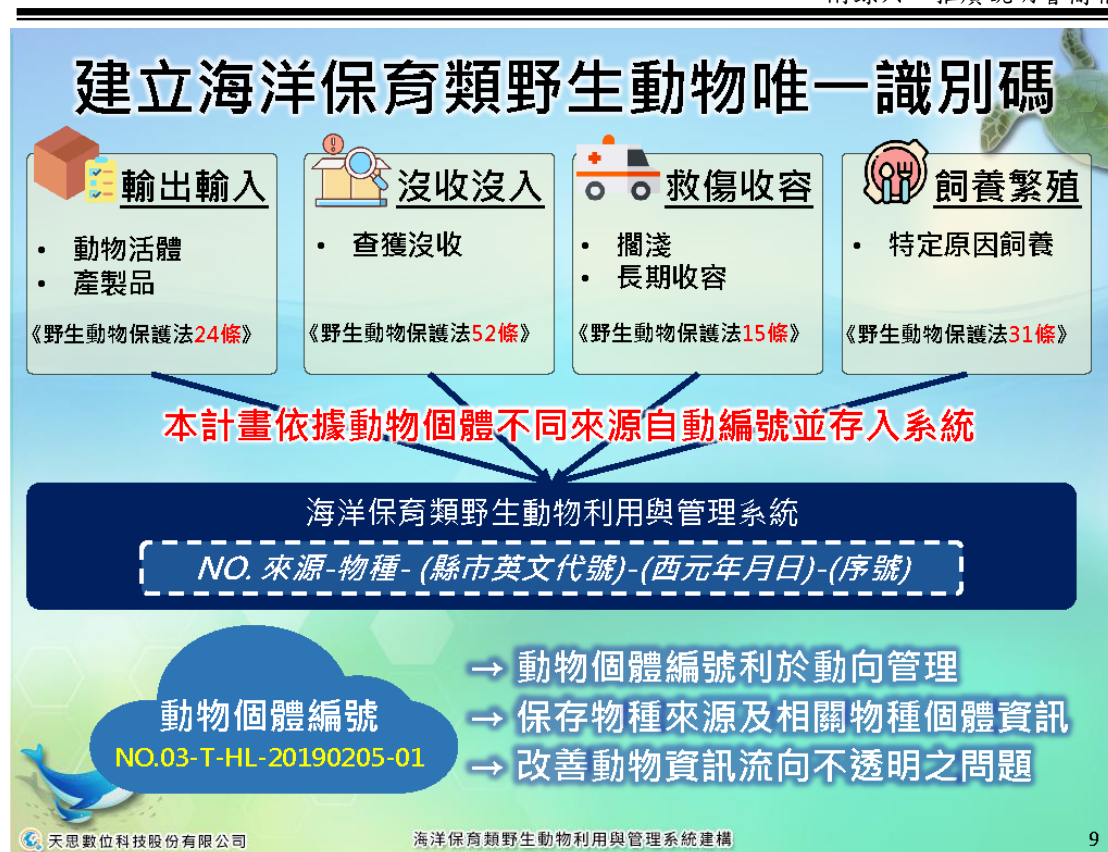 建立海洋保育類野生動物唯一識別碼
輸出輸入
• 動物活體
• 產製品
《野生動物保護法24條》
沒收沒入
• 查獲沒收
《野生動物保護法52條》
救傷收容
• 擱淺
• 長期收容
《野生動物保護法15條》
飼養繁殖
• 特定原因飼養
《野生動物保護法31條》
本計畫依據動物個體不同來源自動編號並存入系統
海洋保育類野生動物利用與管理系統
NO. 來源-物種- (縣市英文代號)-(西元年月日)-(序號)
動物個體編號
NO.03-T-HL-20190205-01
→ 動物個體編號利於動向管理
→ 保存物種來源及相關物種個體資訊
→ 改善動物資訊流向不透明之問題
天思數位科技股份有限公司
海洋保育類野生動物利用與管理系統建構
9